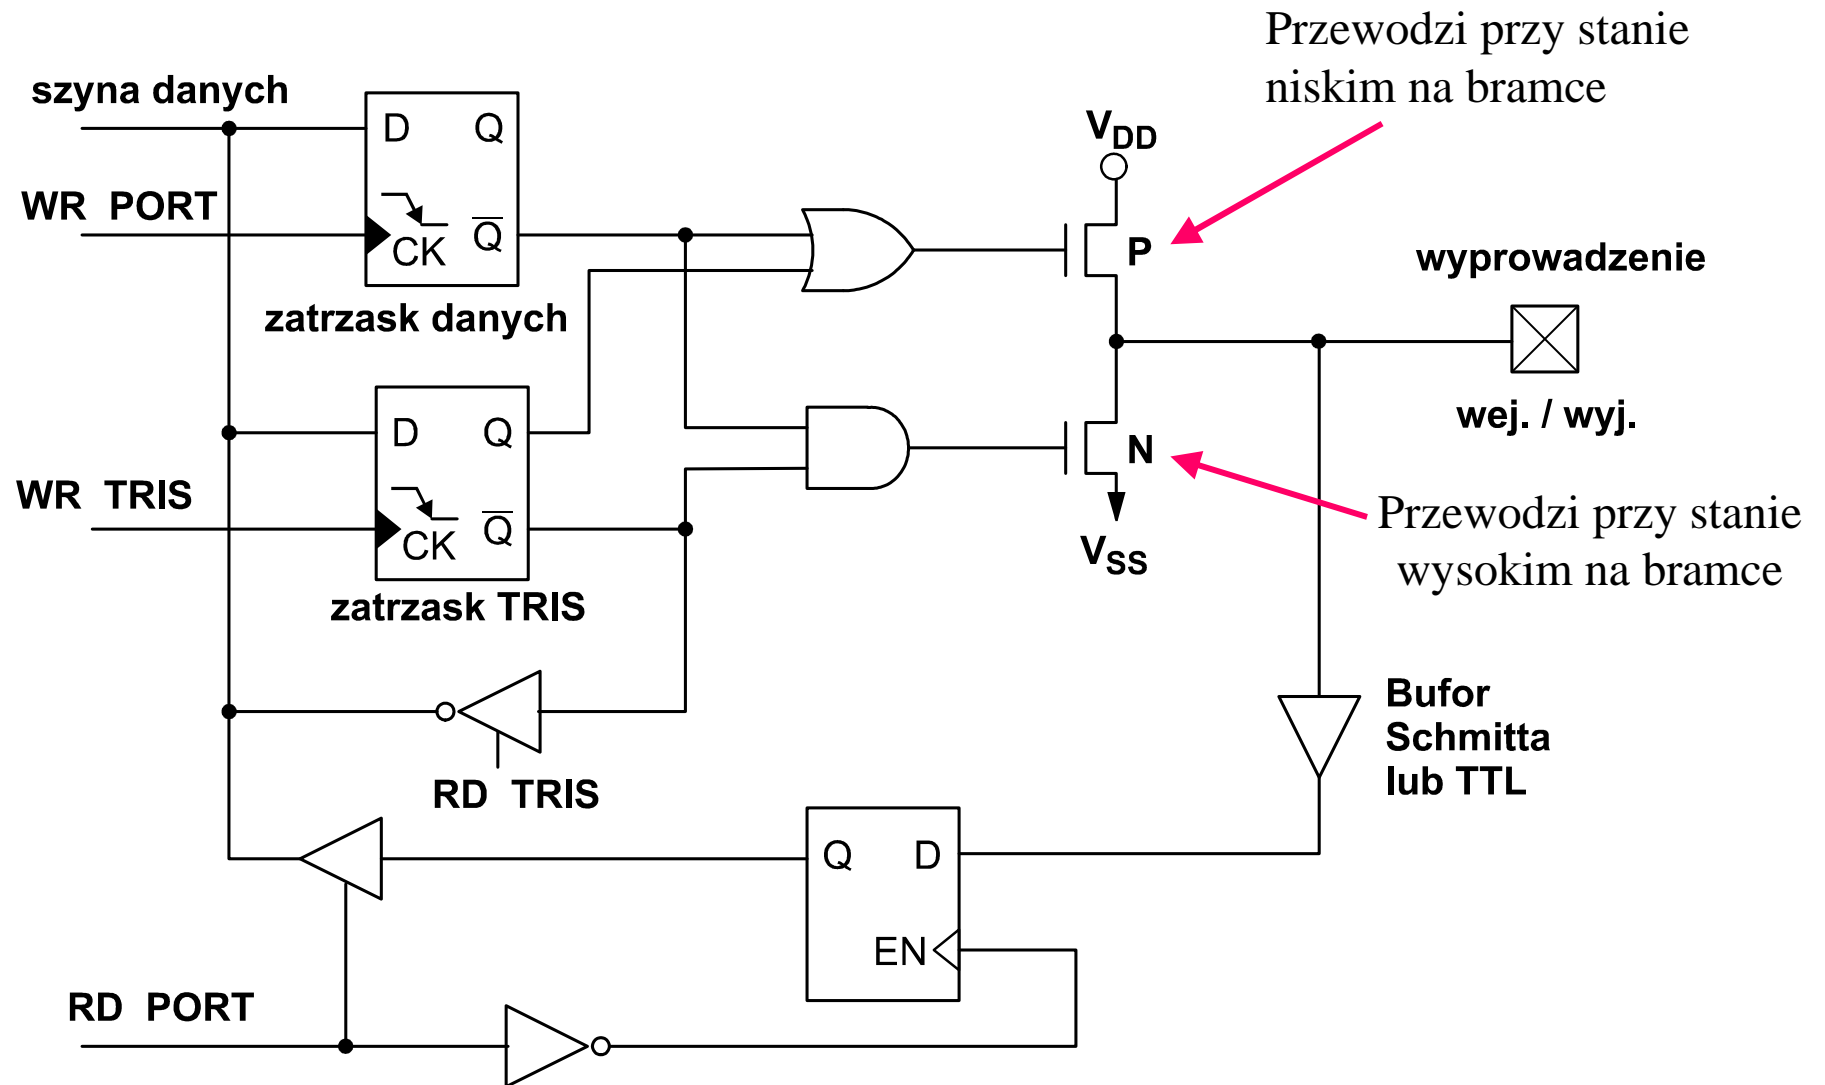 Przewodzi przy stanie
niskim na bramce
szyna danych
D Q
V_DD
WR PORT
CK Q̅
P
wyprowadzenie
zatrzask danych
D Q
wej. / wyj.
N
WR TRIS
CK Q̅
Przewodzi przy stanie
wysokim na bramce
V_SS
zatrzask TRIS
Bufor
Schmitta
lub TTL
RD TRIS
Q D
EN
RD PORT